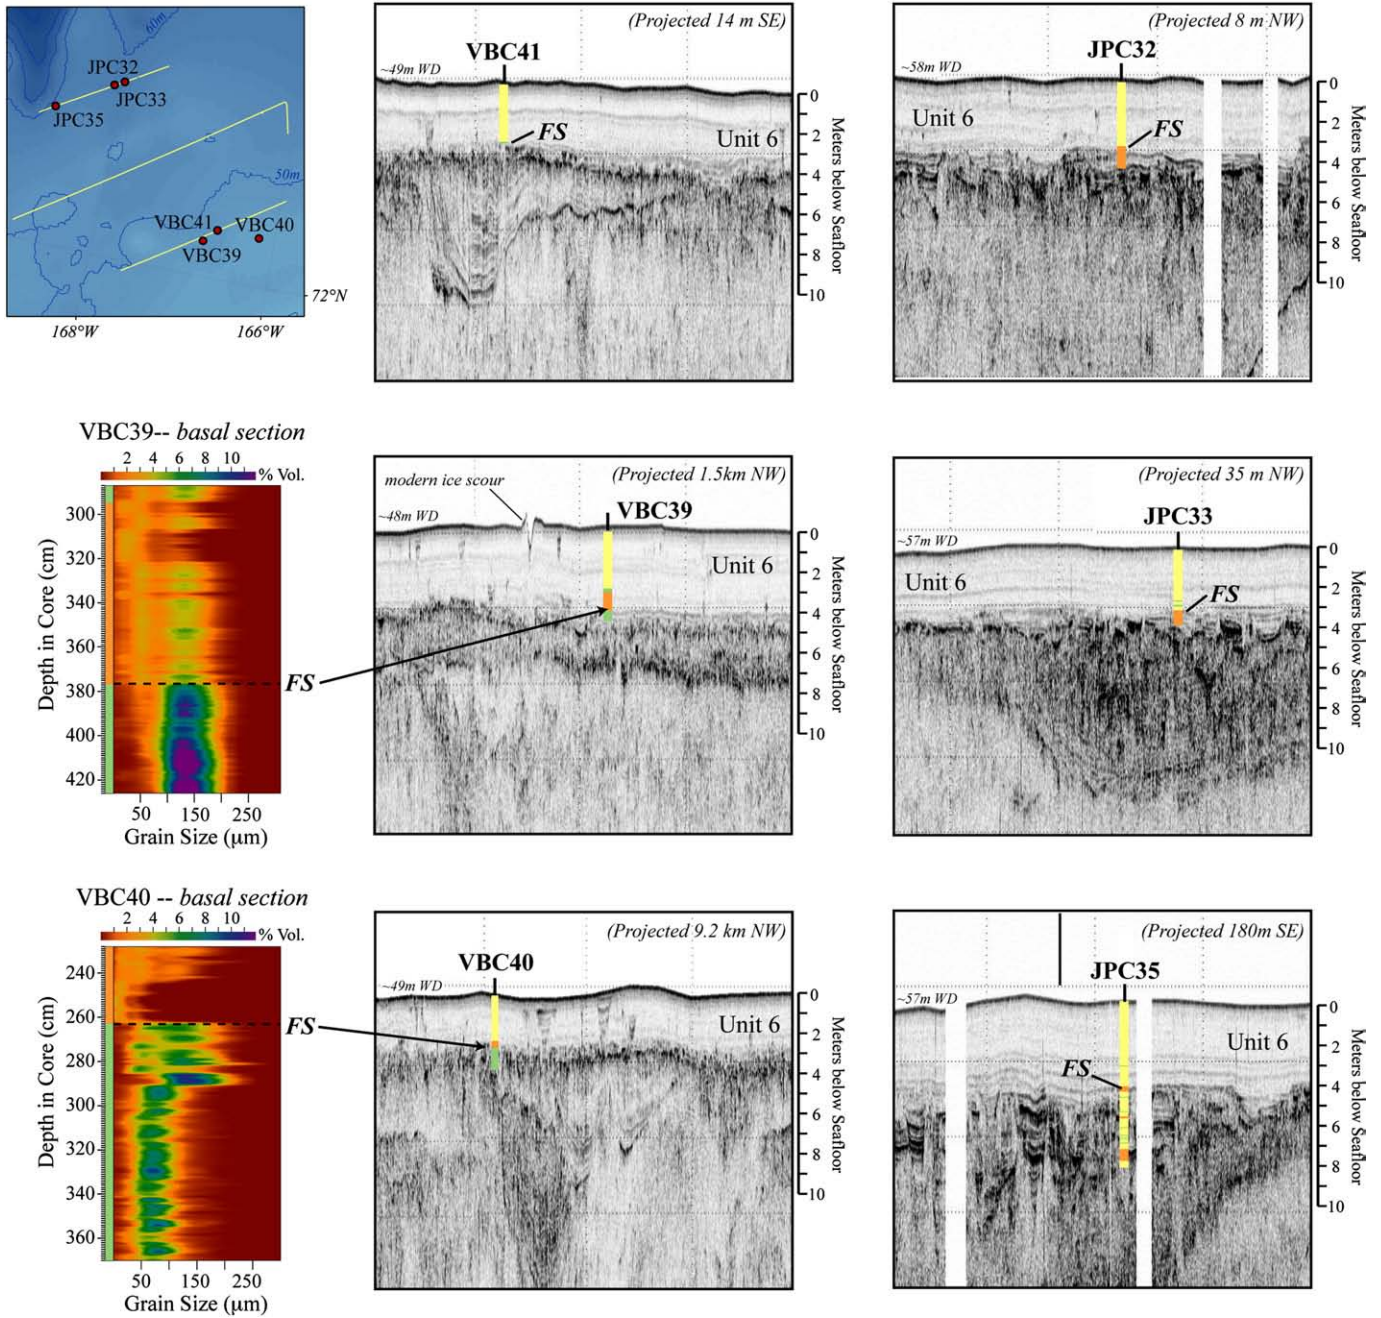 60m
JPC32
JPC33
JPC35
50m
VBC41
VBC40
VBC39
72°N
168°W
166°W
(Projected 14 m SE)
VBC41
~49m WD
FS
Unit 6
0
2
4
6
8
10
Meters below Seafloor
(Projected 8 m NW)
JPC32
~58m WD
Unit 6
FS
0
2
4
6
8
10
Meters below Seafloor
VBC39-- basal section
2 4 6 8 10
% Vol.
300
320
340
360
380
400
420
Depth in Core (cm)
FS
50 150 250
Grain Size (µm)
(Projected 1.5km NW)
modern ice scour
VBC39
~48m WD
Unit 6
0
2
4
6
8
10
Meters below Seafloor
(Projected 35 m NW)
JPC33
~57m WD
Unit 6
FS
0
2
4
6
8
10
Meters below Seafloor
VBC40 -- basal section
2 4 6 8 10
% Vol.
240
260
280
300
320
340
360
Depth in Core (cm)
FS
50 150 250
Grain Size (µm)
(Projected 9.2 km NW)
VBC40
~49m WD
Unit 6
0
2
4
6
8
10
Meters below Seafloor
(Projected 180m SE)
JPC35
~57m WD
Unit 6
FS
0
2
4
6
8
10
Meters below Seafloor